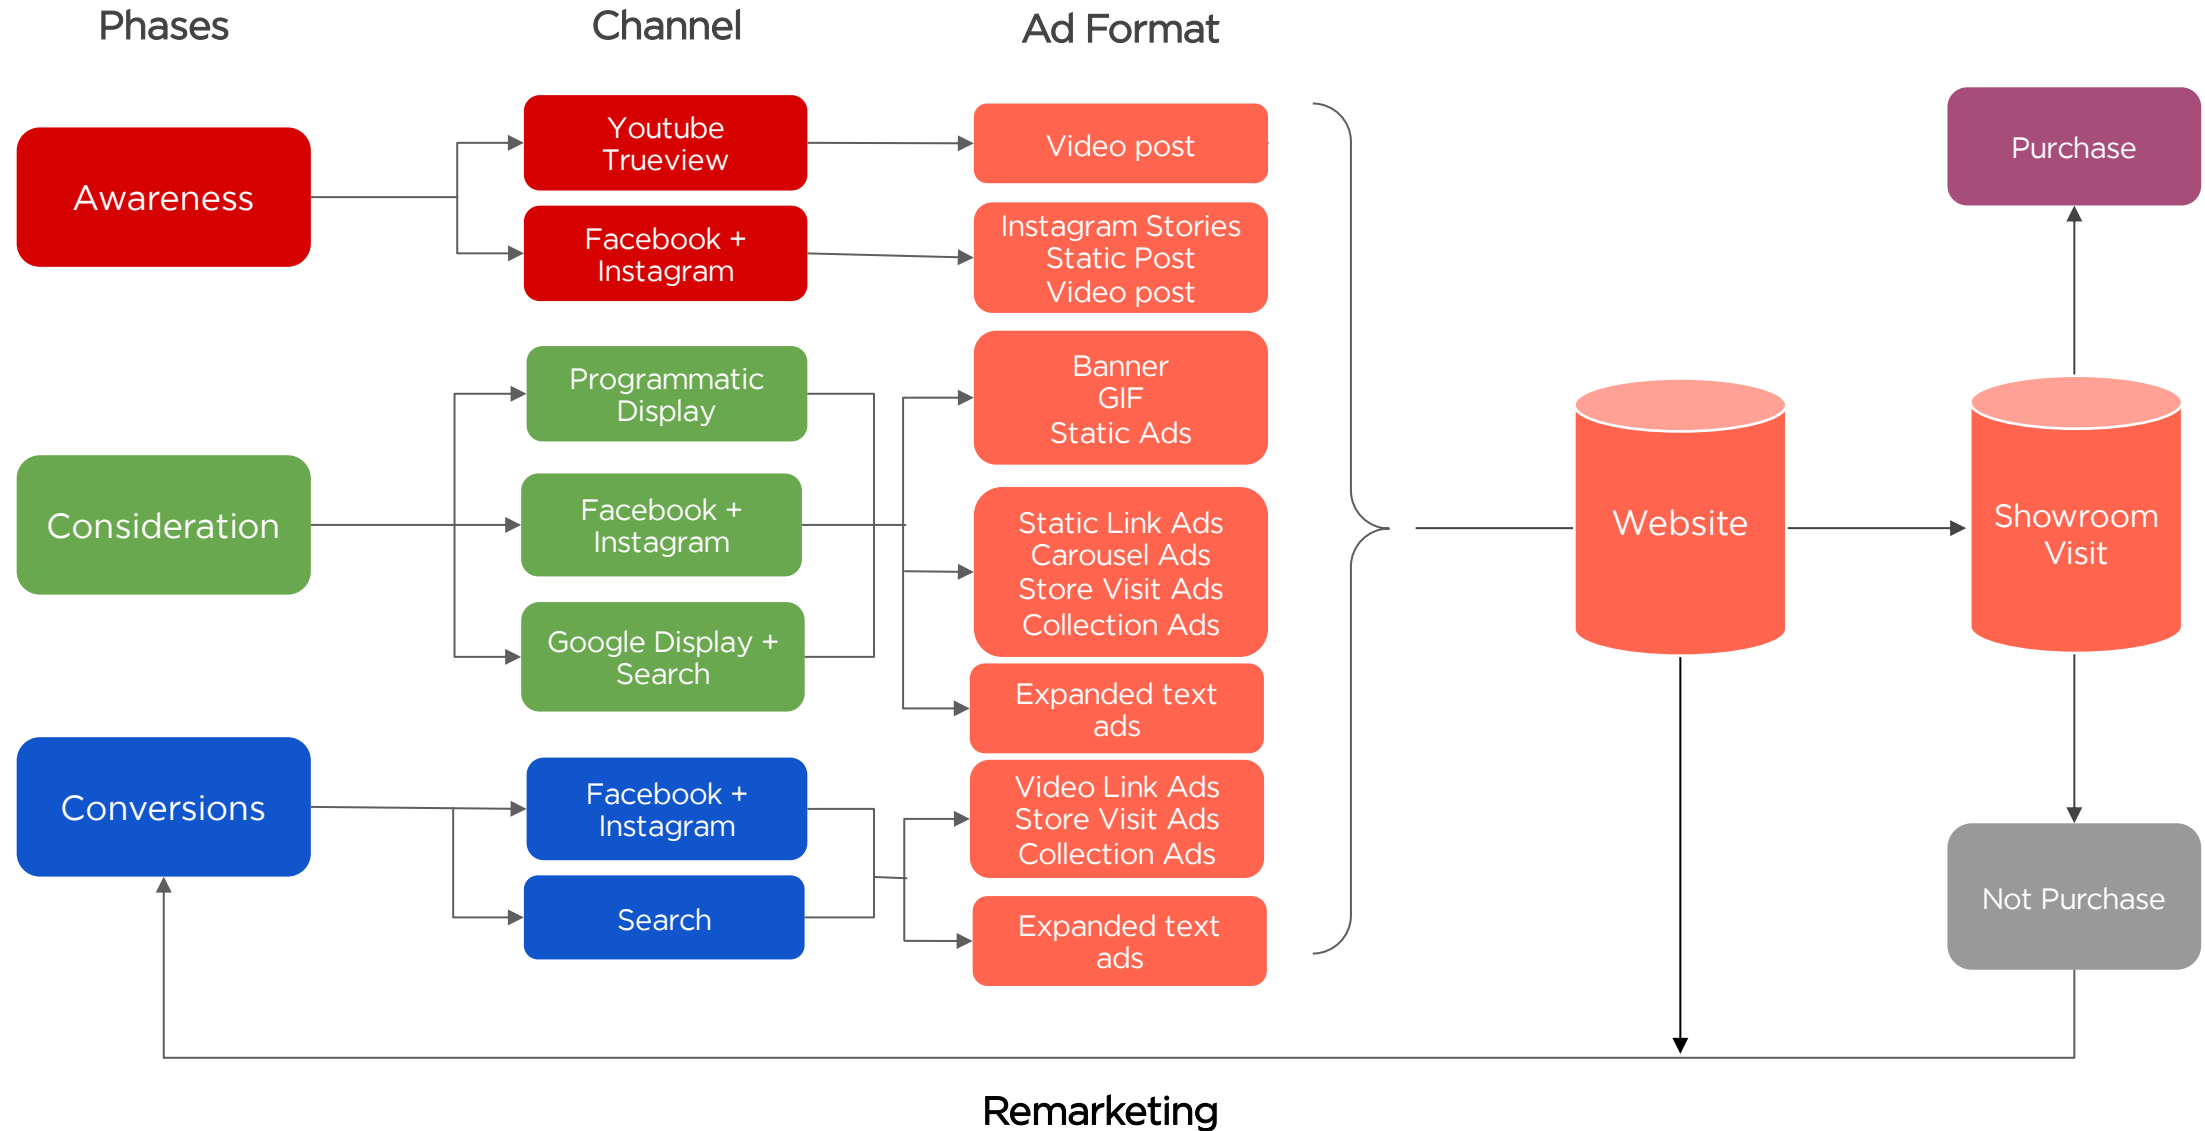 Phases
Channel
Ad Format
Awareness
Youtube
Trueview
Facebook +
Instagram
Video post
Instagram Stories
Static Post
Video post
Consideration
Programmatic
Display
Facebook +
Instagram
Google Display +
Search
Banner
GIF
Static Ads
Static Link Ads
Carousel Ads
Store Visit Ads
Collection Ads
Expanded text
ads
Conversions
Facebook +
Instagram
Search
Video Link Ads
Store Visit Ads
Collection Ads
Expanded text
ads
Website
Showroom
Visit
Purchase
Not Purchase
Remarketing